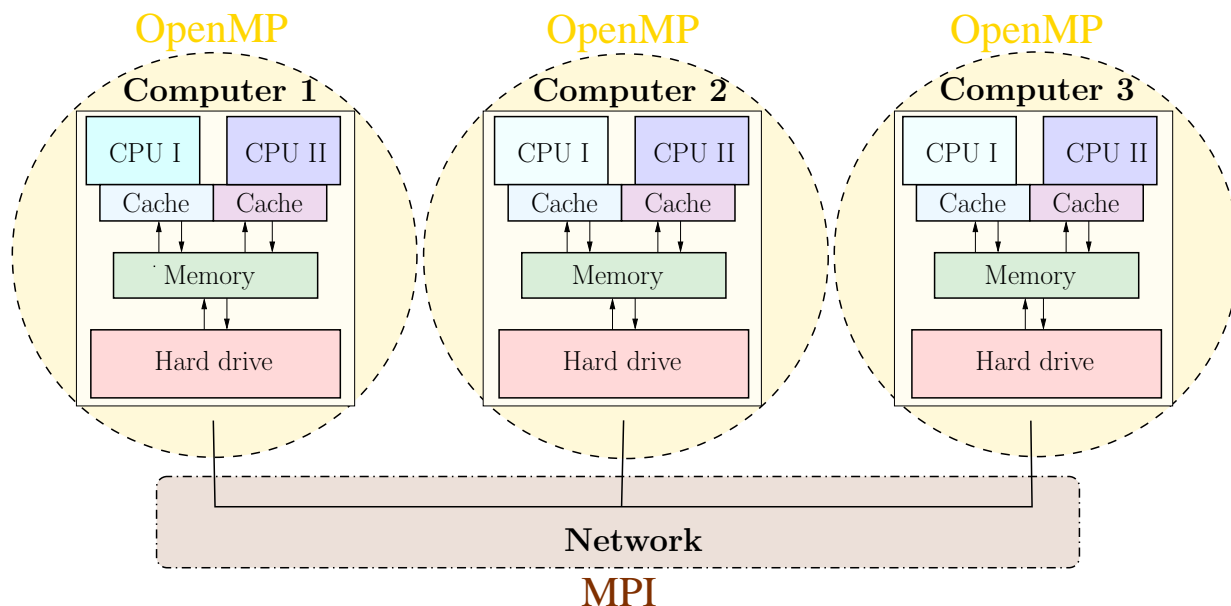 OpenMP OpenMP OpenMP
Computer 1 Computer 2 Computer 3
CPU I CPU II CPU I CPU II CPU I CPU II
Cache Cache Cache Cache Cache Cache
Memory Memory Memory
Hard drive Hard drive Hard drive
Network
MPI